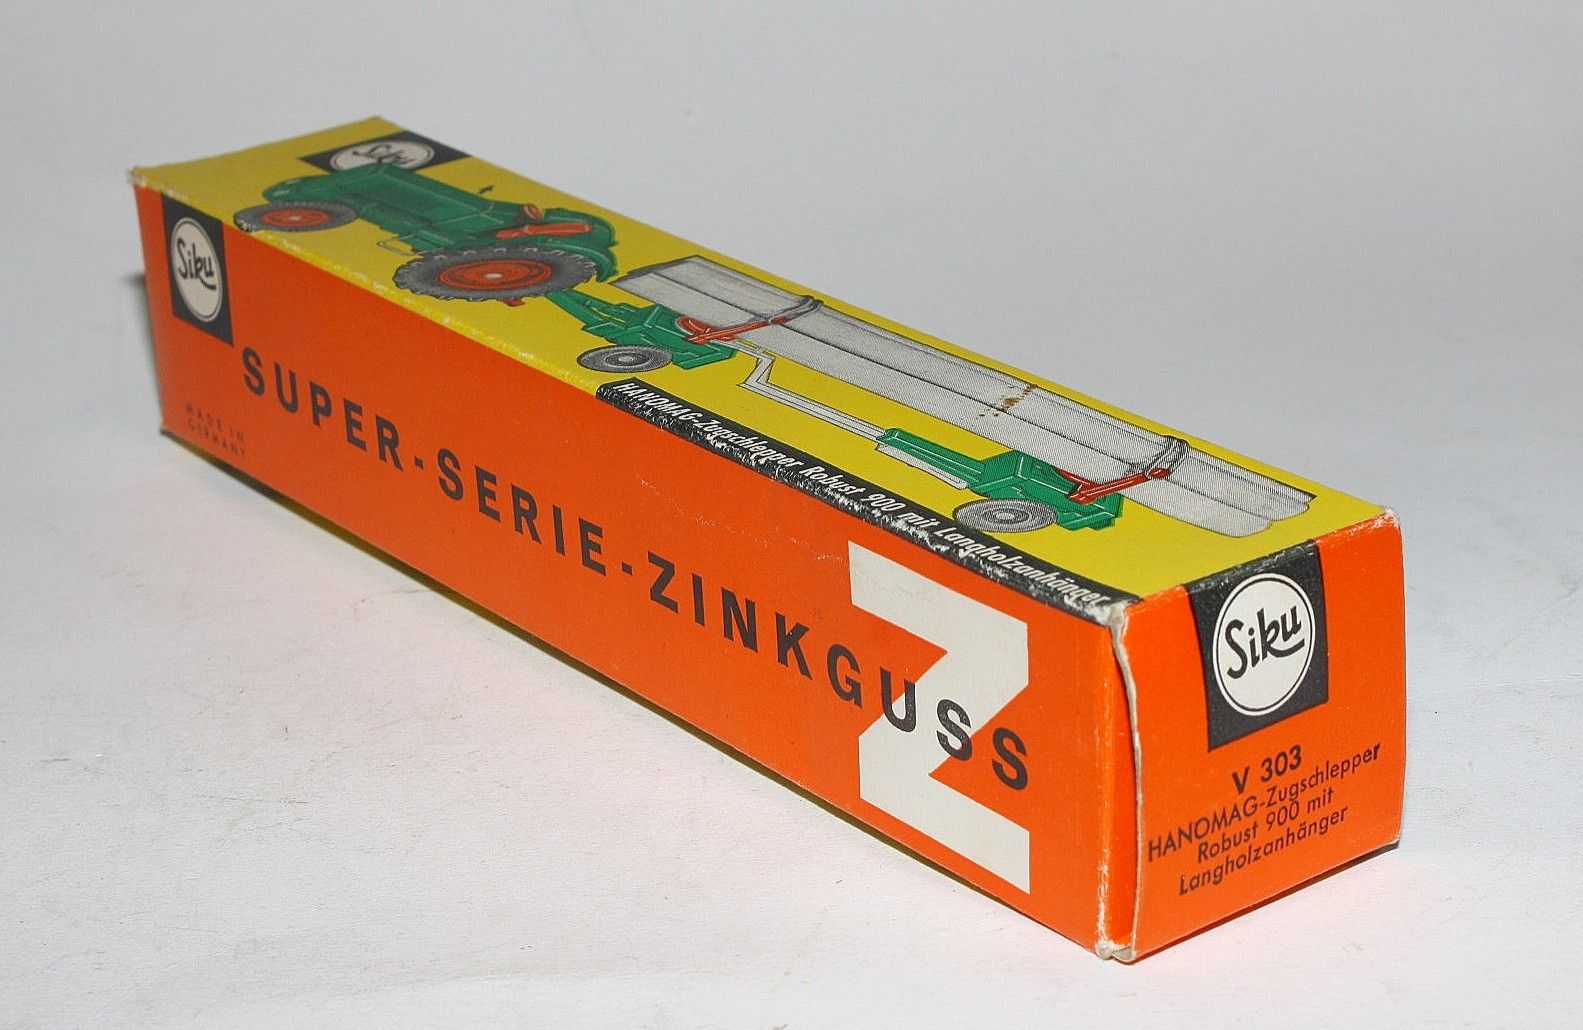 Siku
Siku
SUPER-SERIE-ZINKGUSS
MADE IN
GERMANY
Z
HANOMAG-Zugschlepper Robust 900 mit Langholzanhänger
Siku
V 303
HANOMAG-Zugschlepper
Robust 900 mit
Langholzanhänger